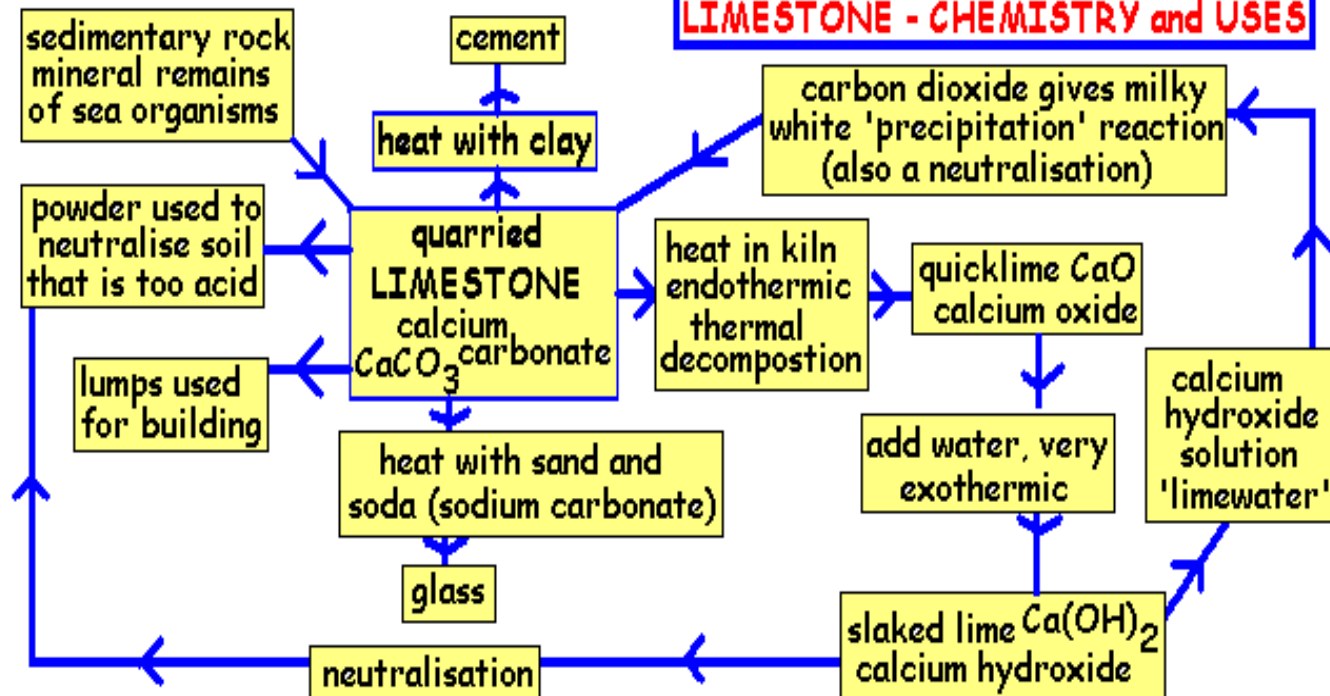 LIMESTONE - CHEMISTRY and USES
sedimentary rock
mineral remains
of sea organisms
cement
heat with clay
carbon dioxide gives milky
white 'precipitation' reaction
(also a neutralisation)
powder used to
neutralise soil
that is too acid
quarried
LIMESTONE
calcium
CaCO₃ carbonate
heat in kiln
endothermic
thermal
decompostion
quicklime CaO
calcium oxide
lumps used
for building
calcium
hydroxide
solution
'limewater'
heat with sand and
soda (sodium carbonate)
add water, very
exothermic
glass
slaked lime Ca(OH)₂
calcium hydroxide
neutralisation